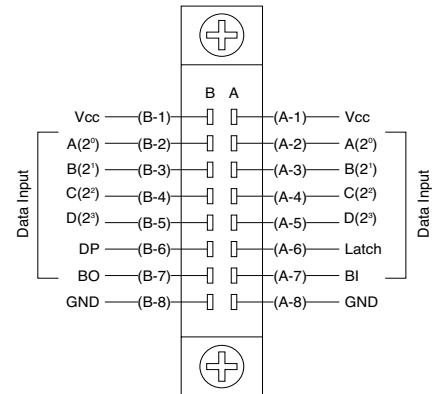 B A
Vcc (B-1) (A-1) Vcc
A(2⁰) (B-2) (A-2) A(2⁰)
B(2¹) (B-3) (A-3) B(2¹)
C(2²) (B-4) (A-4) C(2²)
D(2³) (B-5) (A-5) D(2³)
DP (B-6) (A-6) Latch
BO (B-7) (A-7) BI
GND (B-8) (A-8) GND
Data Input
Data Input